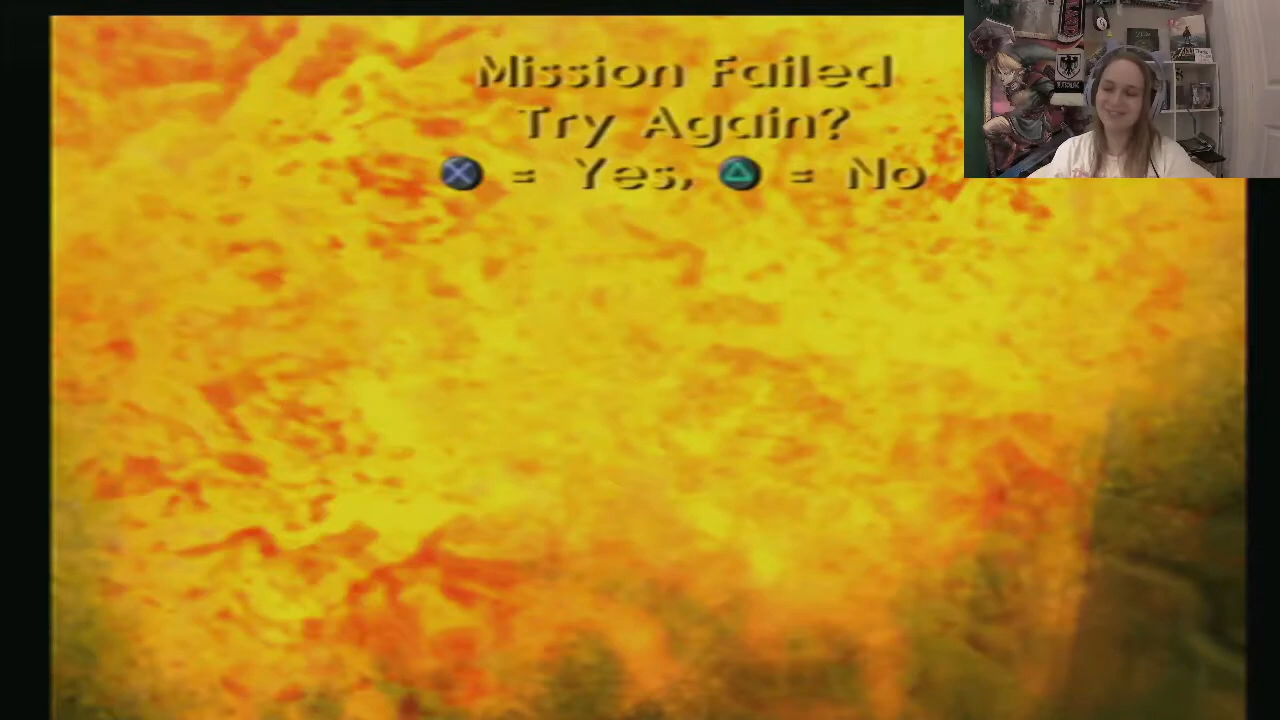 Mission Failed
Try Again?
= Yes, = No